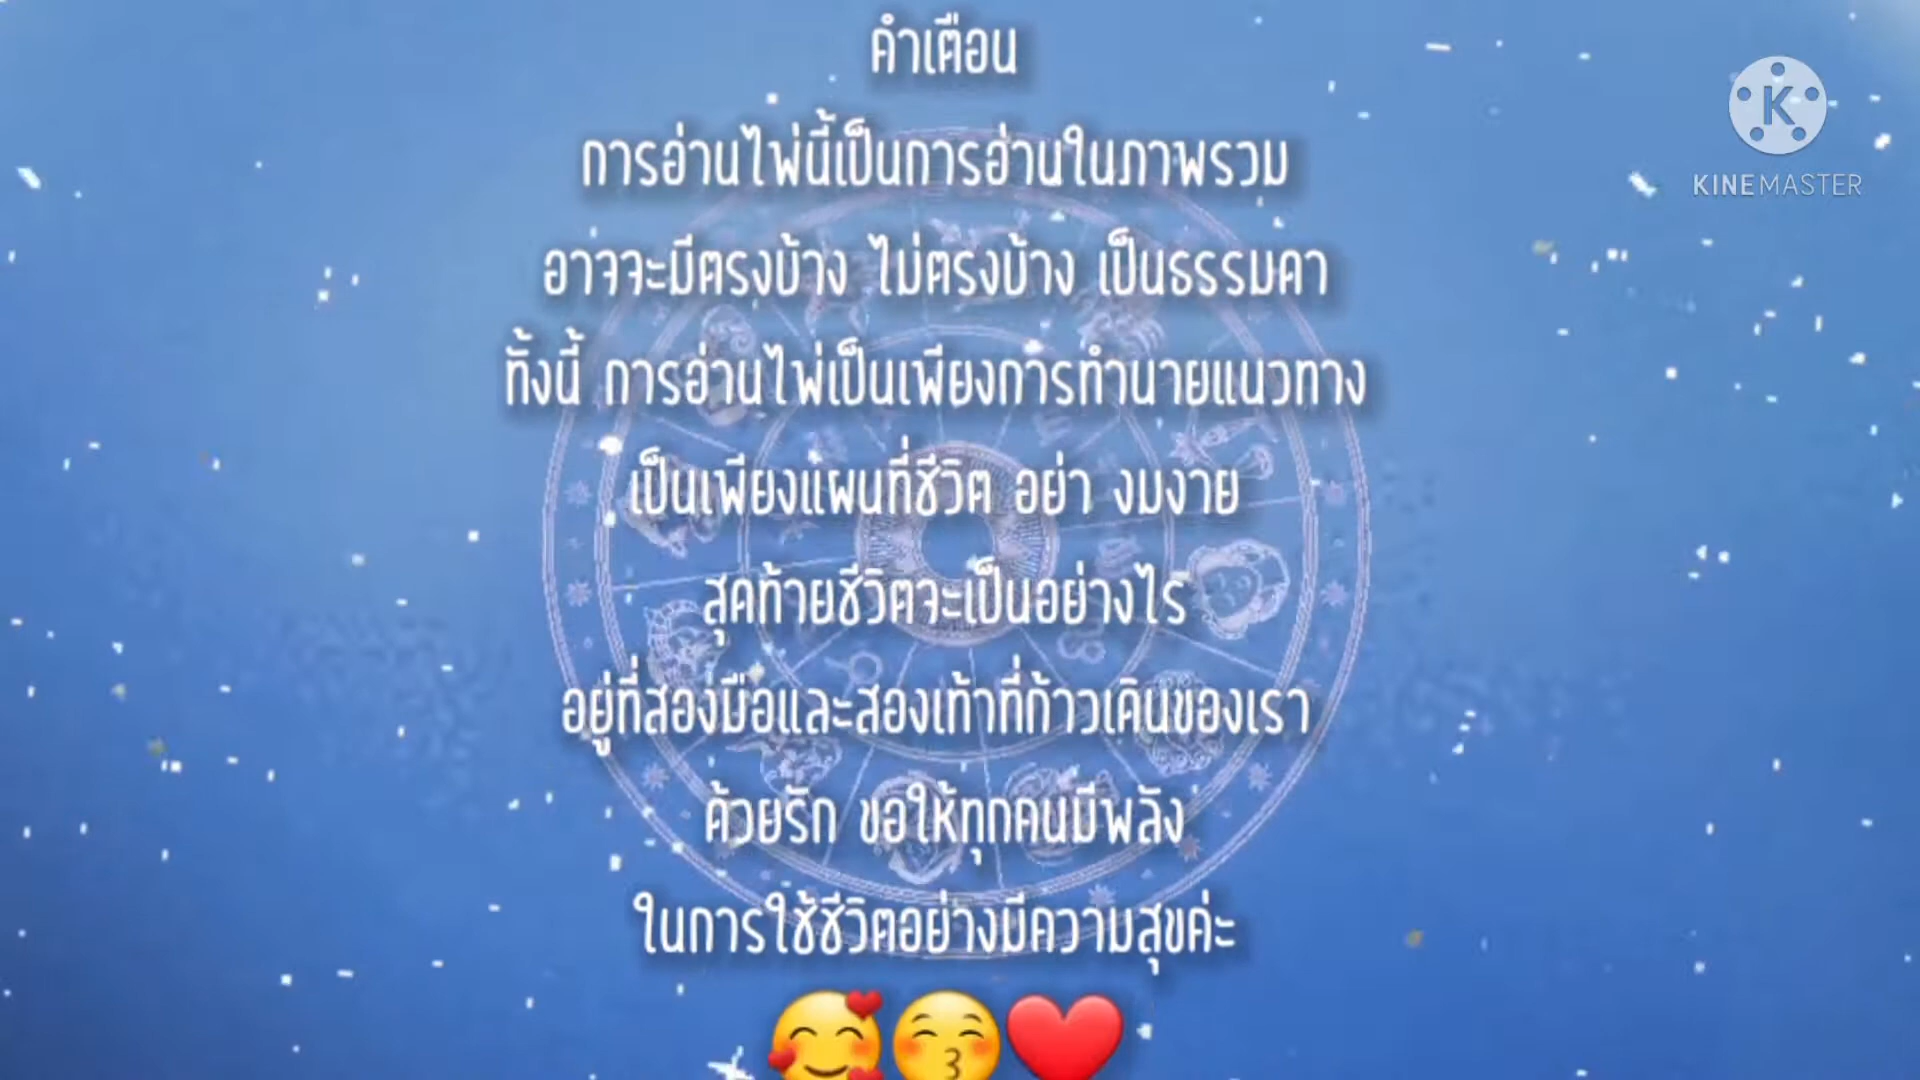 คำเตือน
การอ่านไพ่นี้เป็นการอ่านในภาพรวม
อาจจะมีตรงบ้าง ไม่ตรงบ้าง เป็นธรรมดา
ทั้งนี้ การอ่านไพ่เป็นเพียงการทำนายแนวทาง
เป็นเพียงแผนที่ชีวิต อย่า งมงาย
สุดท้ายชีวิตจะเป็นอย่างไร
อยู่ที่สองมือและสองเท้าที่ก้าวเดินของเรา
ด้วยรัก ขอให้ทุกคนมีพลัง
ในการใช้ชีวิตอย่างมีความสุขค่ะ
K
KINEMASTER